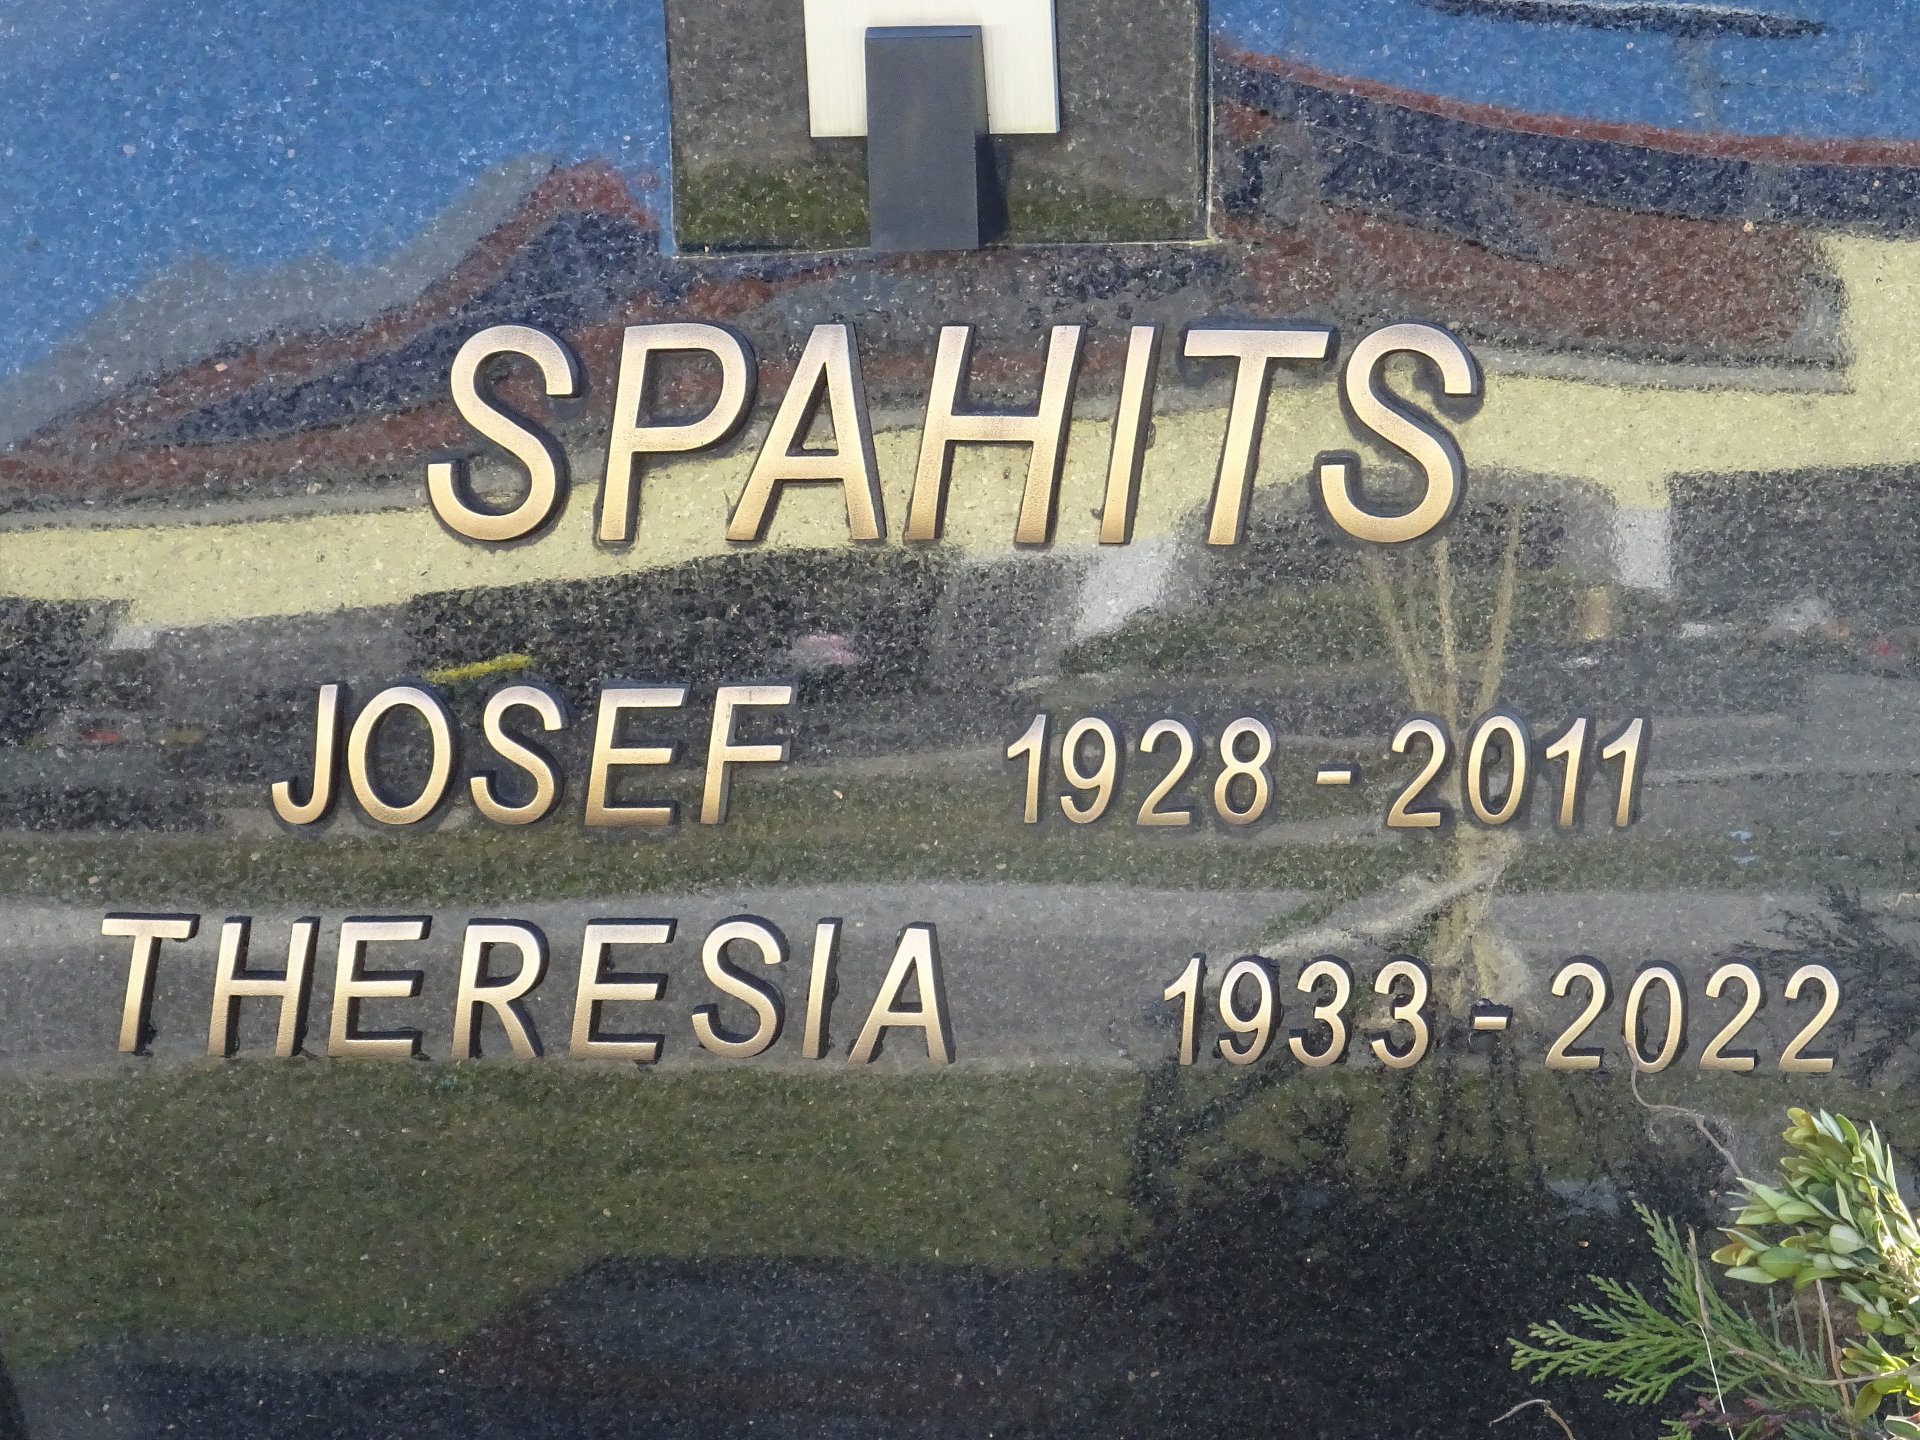 SPAHITS
JOSEF 1928 - 2011
THERESIA 1933 - 2022